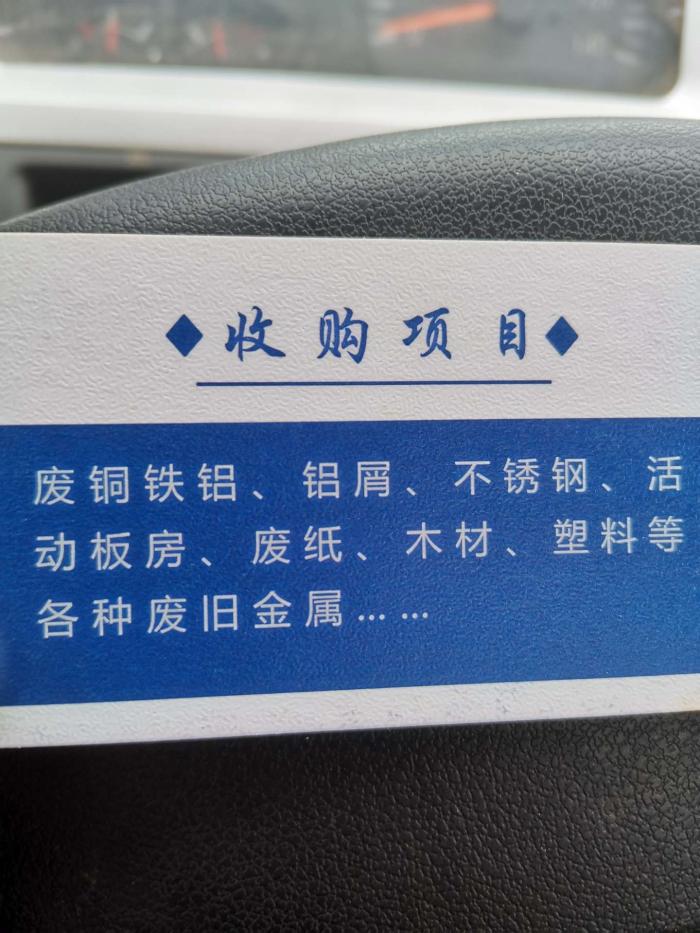 ◆收购项目◆
废铜铁铝、铝屑、不锈钢、活
动板房、废纸、木材、塑料等
各种废旧金属……